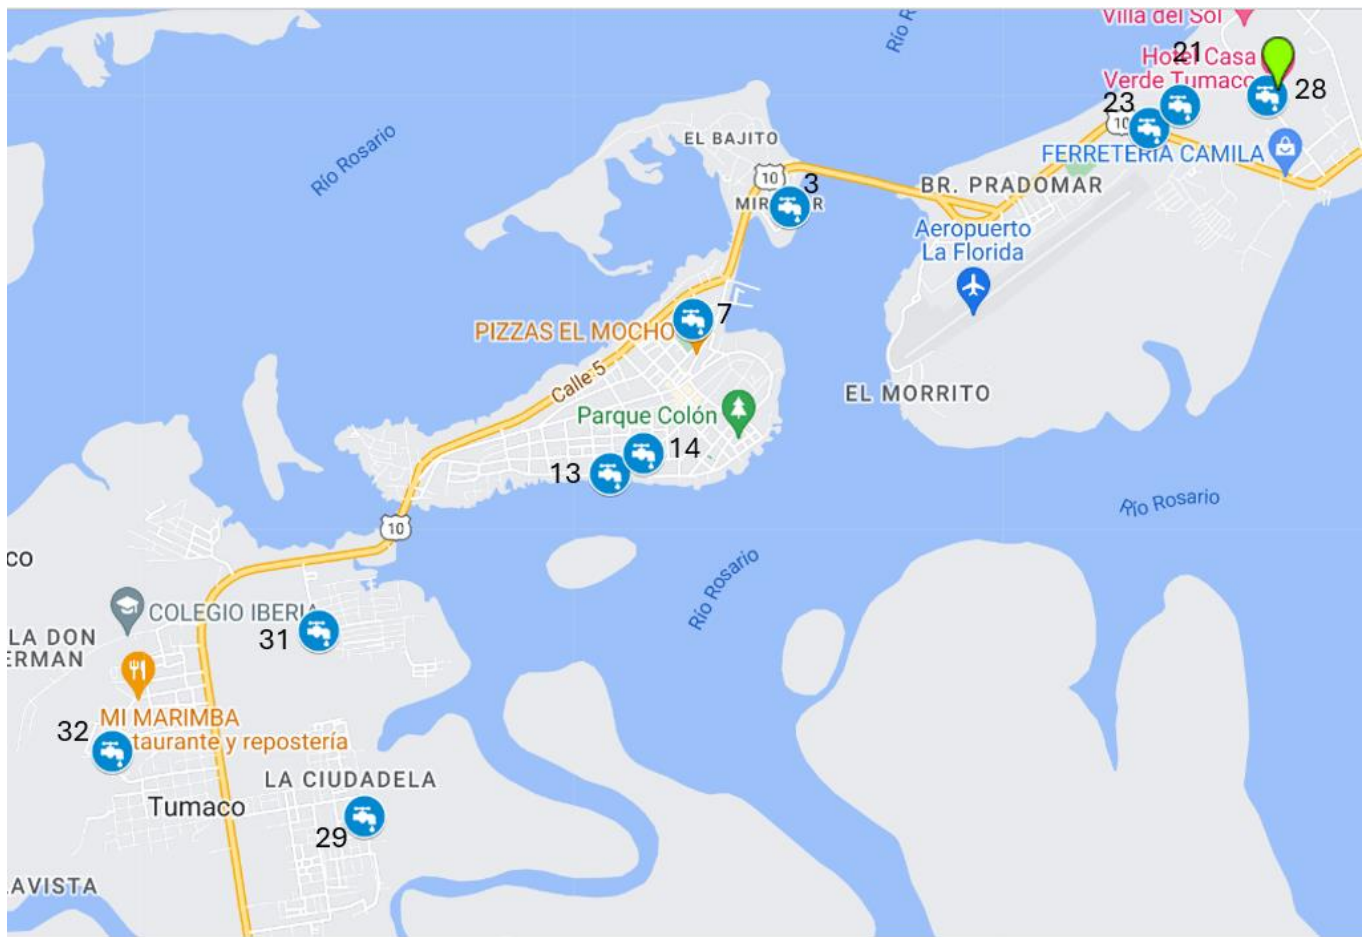 Villa del Sol
21
Hotel Casa
Verde Tumaco
28
23
10
FERRETERIA CAMILA
Río R
Río Rosario
EL BAJITO
10
3
MIR R
BR. PRADOMAR
Aeropuerto
La Florida
7
PIZZAS EL MOCHO
Calle 5
EL MORRITO
Parque Colón
14
13
Río Rosario
10
Río Rosario
co
COLEGIO IBERIA
31
LA DON
ERMAN
32
MI MARIMBA
taurante y repostería
LA CIUDADELA
Tumaco
29
AVISTA